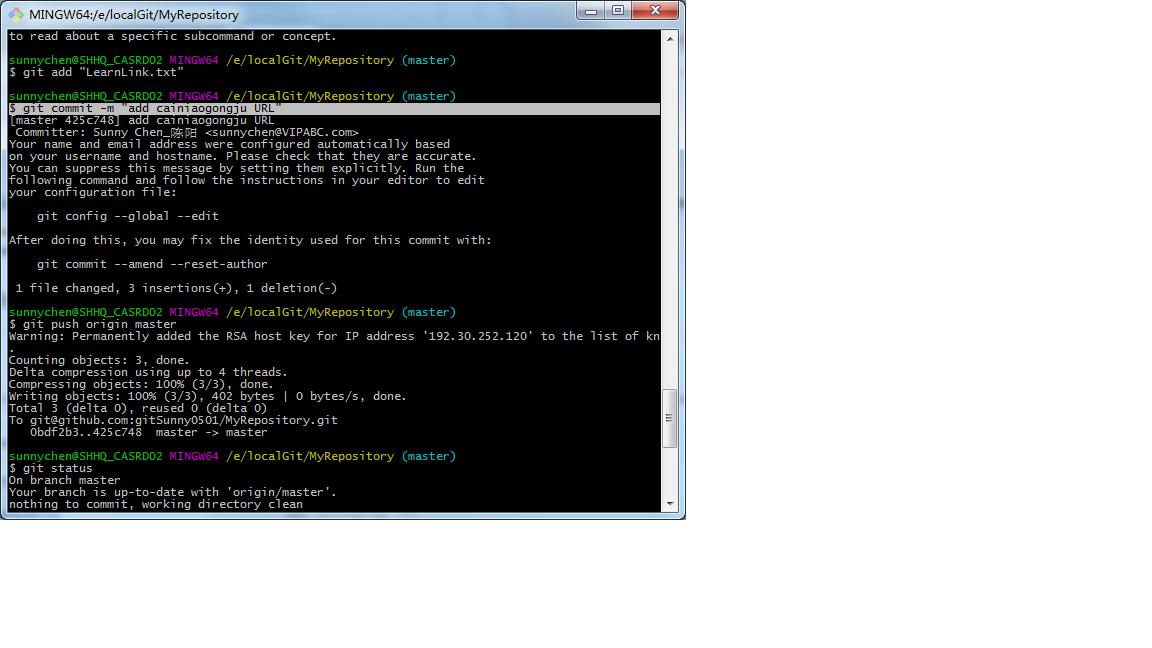 MINGW64:/e/localGit/MyRepository
to read about a specific subcommand or concept.
sunnychen@SHHQ_CASRD02 MINGW64 /e/localGit/MyRepository (master)
$ git add "LearnLink.txt"
sunnychen@SHHQ_CASRD02 MINGW64 /e/localGit/MyRepository (master)
$ git commit -m "add cainiaogongju URL"
[master 425c748] add cainiaogongju URL
 Committer: Sunny Chen_陈阳 <sunnychen@VIPABC.com>
Your name and email address were configured automatically based
on your username and hostname. Please check that they are accurate.
You can suppress this message by setting them explicitly. Run the
following command and follow the instructions in your editor to edit
your configuration file:
    git config --global --edit
After doing this, you may fix the identity used for this commit with:
    git commit --amend --reset-author
 1 file changed, 3 insertions(+), 1 deletion(-)
sunnychen@SHHQ_CASRD02 MINGW64 /e/localGit/MyRepository (master)
$ git push origin master
Warning: Permanently added the RSA host key for IP address '192.30.252.120' to the list of kn
.
Counting objects: 3, done.
Delta compression using up to 4 threads.
Compressing objects: 100% (3/3), done.
Writing objects: 100% (3/3), 402 bytes | 0 bytes/s, done.
Total 3 (delta 0), reused 0 (delta 0)
To git@github.com:gitSunny0501/MyRepository.git
   0bdf2b3..425c748  master -> master
sunnychen@SHHQ_CASRD02 MINGW64 /e/localGit/MyRepository (master)
$ git status
On branch master
Your branch is up-to-date with 'origin/master'.
nothing to commit, working directory clean